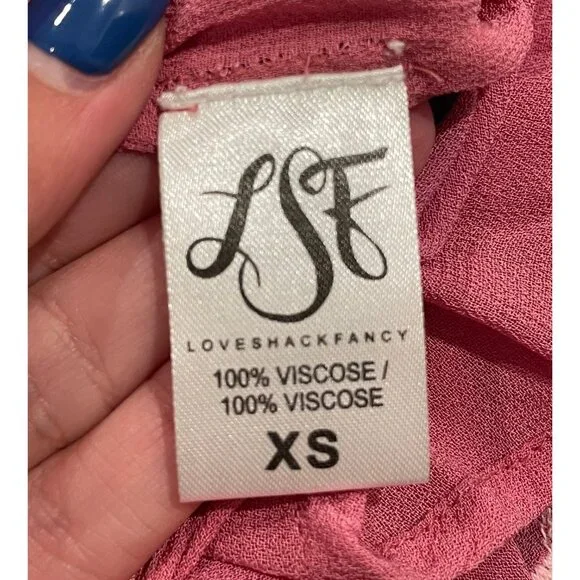 LSF
LOVESHACKFANCY
100% VISCOSE /
100% VISCOSE
XS